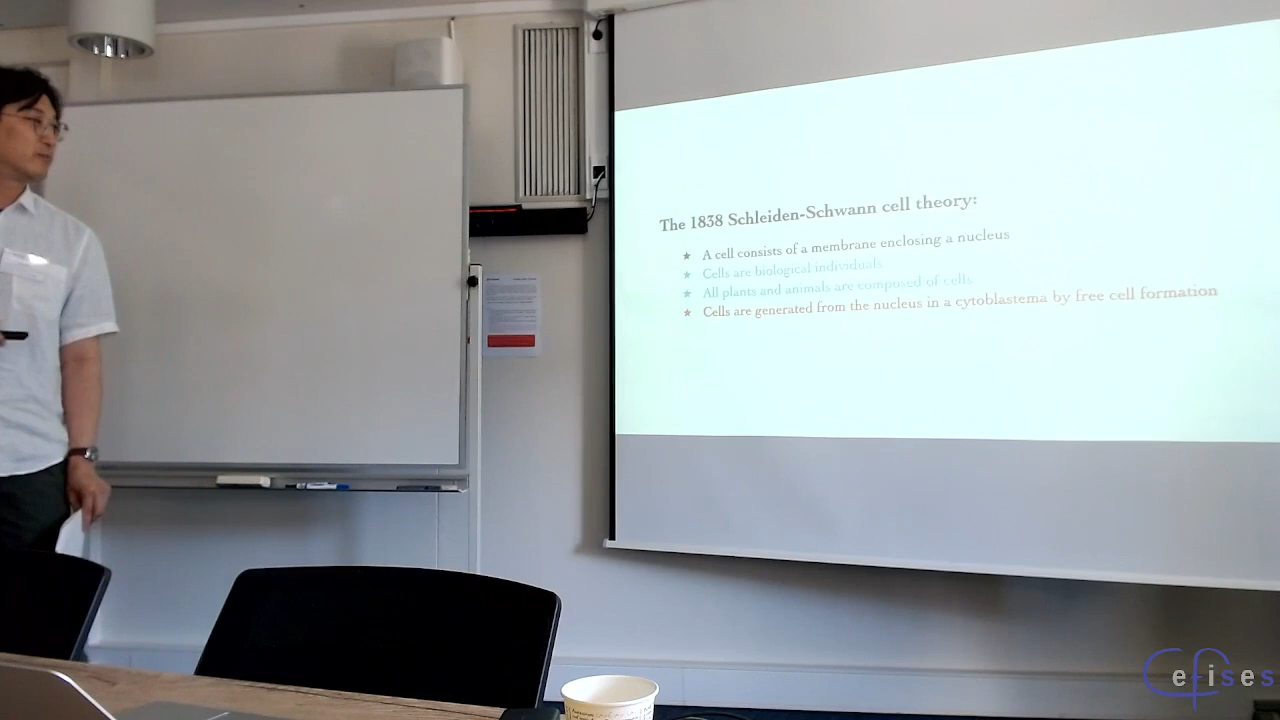 The 1838 Schleiden-Schwann cell theory:
★ A cell consists of a membrane enclosing a nucleus
★ Cells are biological individuals
★ All plants and animals are composed of cells
★ Cells are generated from the nucleus in a cytoblastema by free cell formation
Cefises